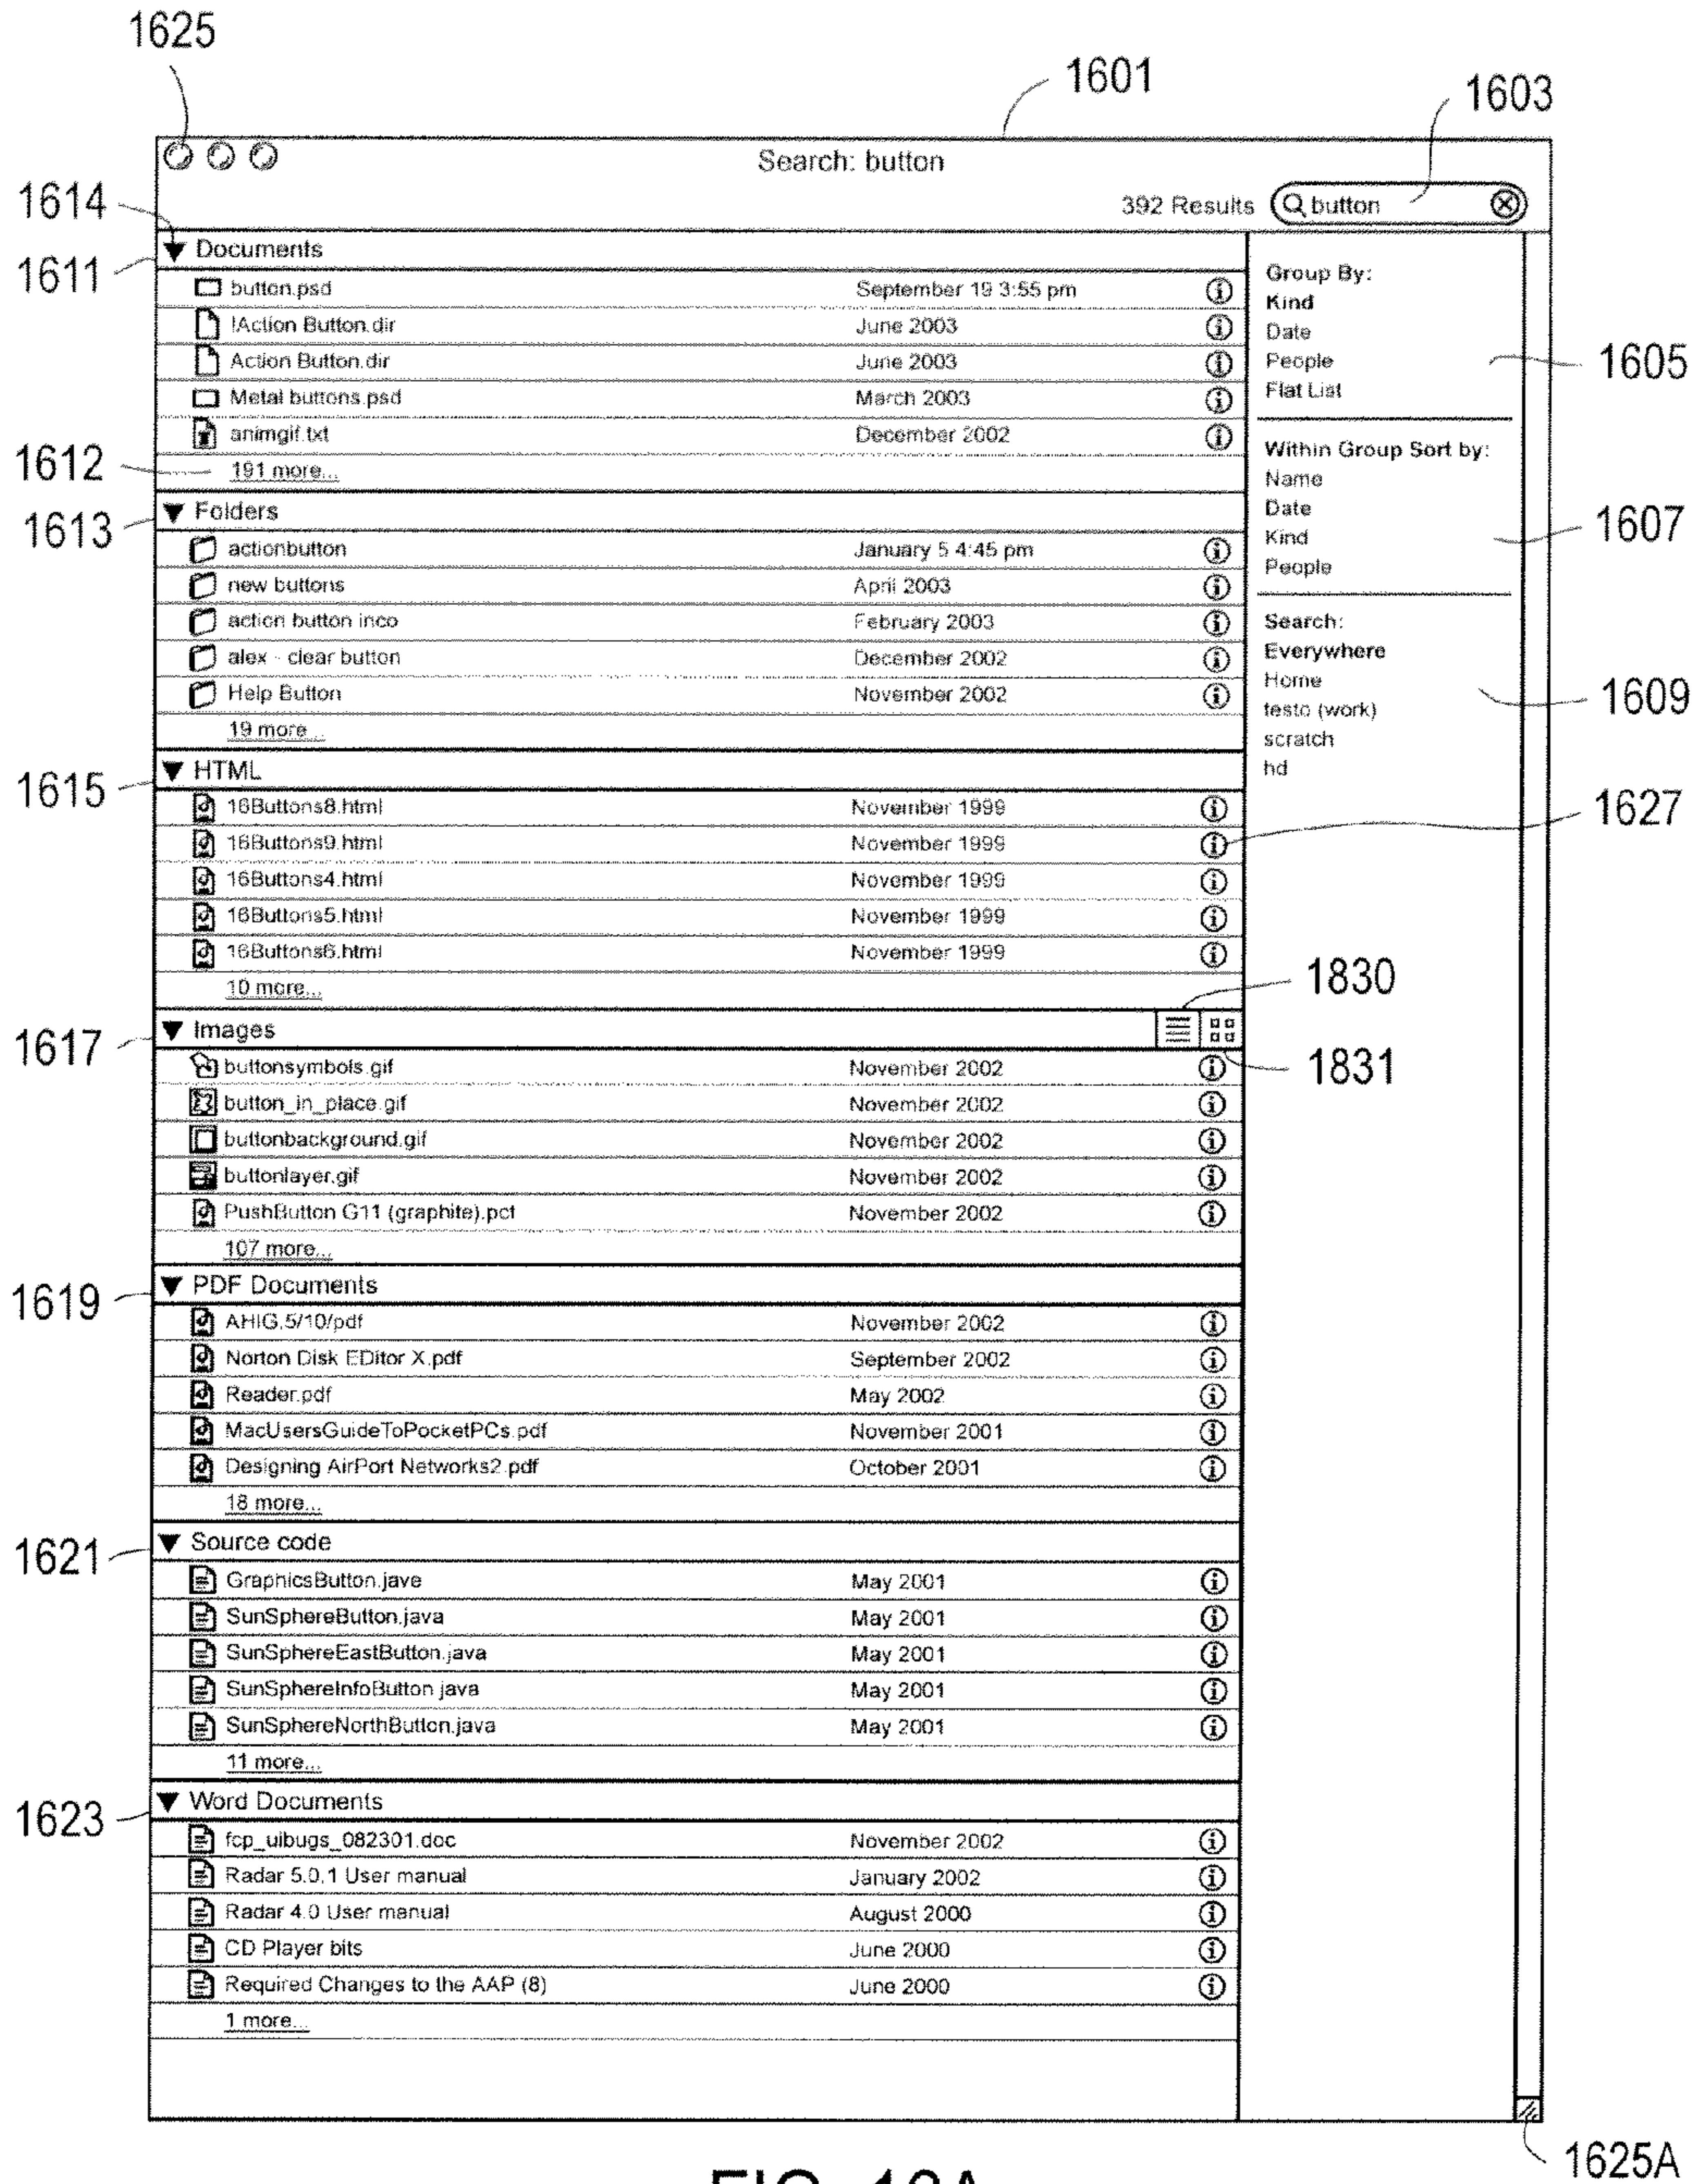 1625
1601
1603
Search: button
392 Results button
1614
Documents
1611
button.psd September 19 3:55 pm
!Action Button.dir June 2003
Action Button.dir June 2003
Metal buttons.psd March 2003
animgif.txt December 2002
1612
191 more...
Group By:
Kind
Date
People
Flat List
1605
Within Group Sort by:
Name
Date
Kind
People
1607
Search:
Everywhere
Home
testo (work)
scratch
hd
1609
1613
Folders
actionbutton January 5 4:45 pm
new buttons April 2003
action button inco February 2003
alex - clear button December 2002
Help Button November 2002
19 more...
1615
HTML
16Buttons8.html November 1999
16Buttons9.html November 1999
1627
16Buttons4.html November 1999
16Buttons5.html November 1999
16Buttons6.html November 1999
10 more...
1830
1617
Images
1831
buttonsymbols.gif November 2002
button_in_place.gif November 2002
buttonbackground.gif November 2002
buttonlayer.gif November 2002
PushButton G11 (graphite).pct November 2002
107 more...
1619
PDF Documents
AHIG.5/10/pdf November 2002
Norton Disk EDitor X.pdf September 2002
Reader.pdf May 2002
MacUsersGuideToPocketPCs.pdf November 2001
Designing AirPort Networks2.pdf October 2001
18 more...
1621
Source code
GraphicsButton.jave May 2001
SunSphereButton.java May 2001
SunSphereEastButton.java May 2001
SunSphereInfoButton java May 2001
SunSphereNorthButton.java May 2001
11 more...
1623
Word Documents
fcp_uibugs_082301.doc November 2002
Radar 5.0.1 User manual January 2002
Radar 4.0 User manual August 2000
CD Player bits June 2000
Required Changes to the AAP (8) June 2000
1 more...
1625A